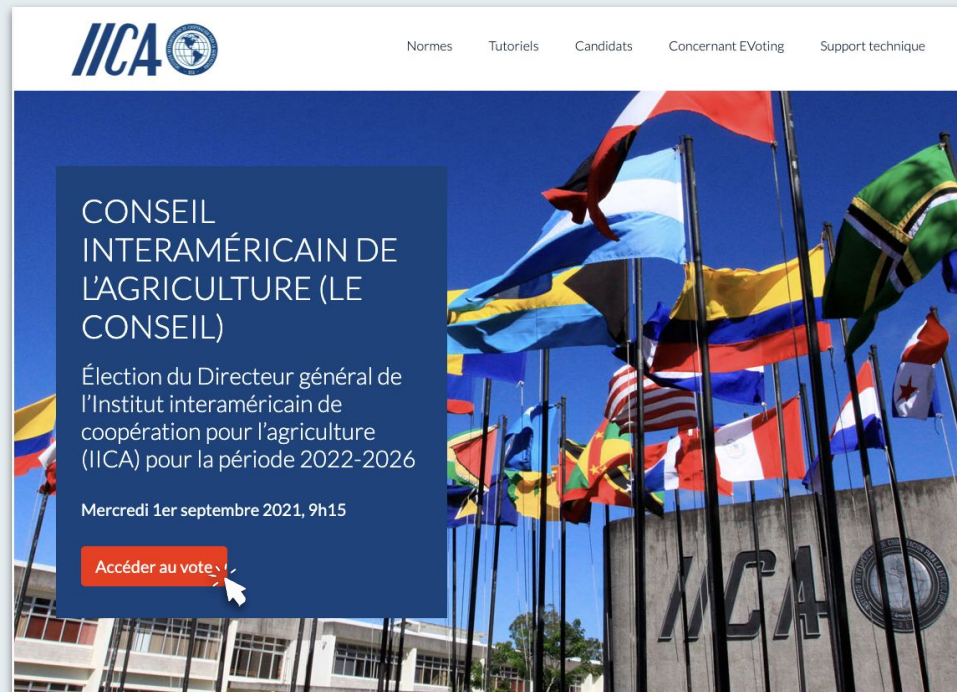 IICA
Normes Tutoriels Candidats Concernant EVoting Support technique
CONSEIL
INTERAMÉRICAIN DE
L’AGRICULTURE (LE
CONSEIL)
Élection du Directeur général de
l’Institut interaméricain de
coopération pour l’agriculture
(IICA) pour la période 2022-2026
Mercredi 1er septembre 2021, 9h15
Accéder au vote
IICA